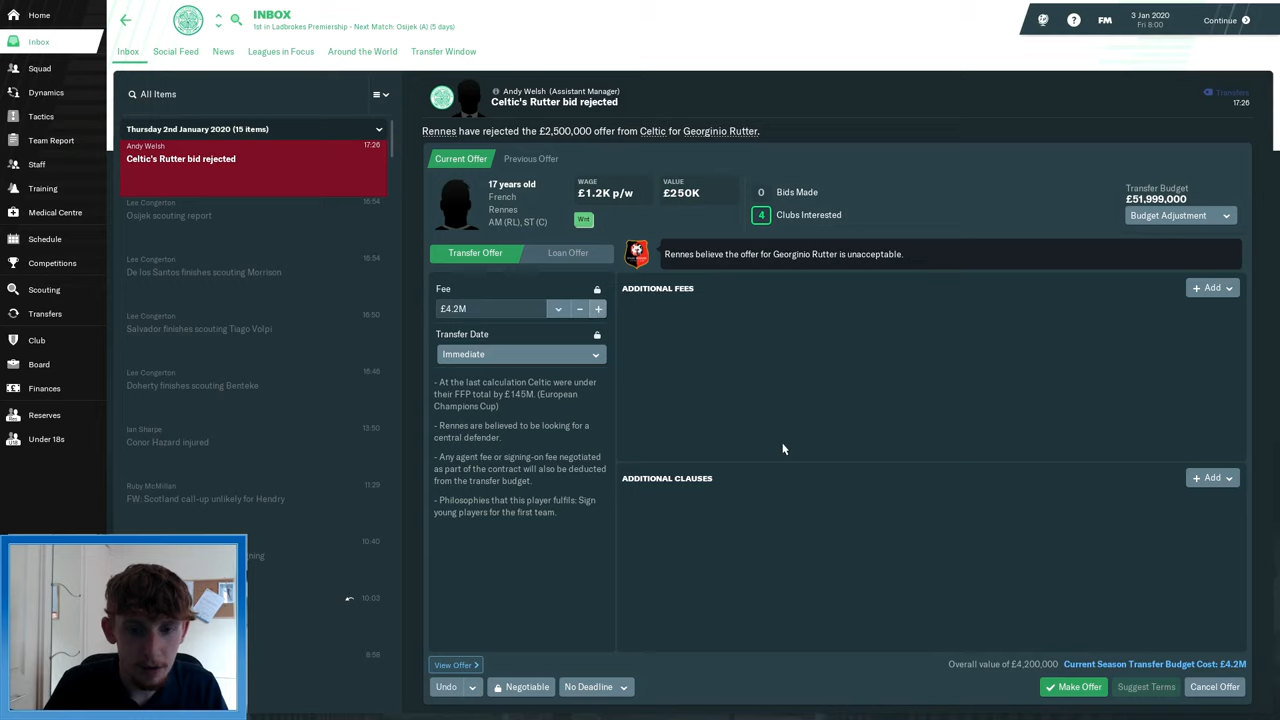 Home
INBOX
1st in Ladbrokes Premiership - Next Match: Osijek (A) (5 days)
FM
3 Jan 2020
Fri 8:00
Continue
Inbox
Inbox
Social Feed
News
Leagues in Focus
Around the World
Transfer Window
Squad
Dynamics
Tactics
Team Report
Staff
Training
Medical Centre
Schedule
Competitions
Scouting
Transfers
Club
Board
Finances
Reserves
Under 18s
All Items
Thursday 2nd January 2020 (15 items)
Andy Welsh
17:26
Celtic's Rutter bid rejected
Lee Congerton
16:54
Osijek scouting report
Lee Congerton
16:54
De los Santos finishes scouting Morrison
Lee Congerton
16:50
Salvador finishes scouting Tiago Volpi
Lee Congerton
16:46
Doherty finishes scouting Benteke
Ian Sharpe
13:50
Conor Hazard injured
Ruby McMillan
11:29
FW: Scotland call-up unlikely for Hendry
10:40
10:03
8:58
Andy Welsh (Assistant Manager)
Celtic's Rutter bid rejected
Transfers
17:26
Rennes have rejected the £2,500,000 offer from Celtic for Georginio Rutter.
Current Offer
Previous Offer
17 years old
French
Rennes
AM (RL), ST (C)
WAGE
£1.2K p/w
Wnt
VALUE
£250K
0 Bids Made
4 Clubs Interested
Transfer Budget
£51,999,000
Budget Adjustment
Transfer Offer
Loan Offer
Rennes believe the offer for Georginio Rutter is unacceptable.
Fee
£4.2M
Transfer Date
Immediate
- At the last calculation Celtic were under
their FFP total by £145M. (European
Champions Cup)
- Rennes are believed to be looking for a
central defender.
- Any agent fee or signing-on fee negotiated
as part of the contract will also be deducted
from the transfer budget.
- Philosophies that this player fulfils: Sign
young players for the first team.
ADDITIONAL FEES
Add
ADDITIONAL CLAUSES
Add
View Offer
Overall value of £4,200,000
Current Season Transfer Budget Cost: £4.2M
Undo
Negotiable
No Deadline
Make Offer
Suggest Terms
Cancel Offer